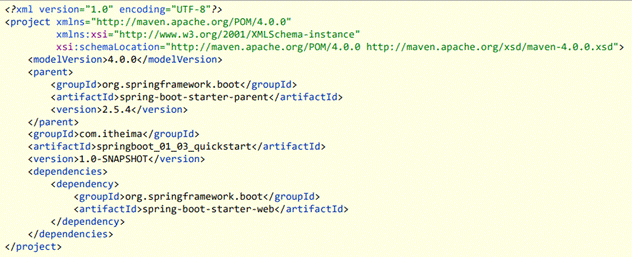 <?xml version="1.0" encoding="UTF-8"?>
<project xmlns="http://maven.apache.org/POM/4.0.0"
         xmlns:xsi="http://www.w3.org/2001/XMLSchema-instance"
         xsi:schemaLocation="http://maven.apache.org/POM/4.0.0 http://maven.apache.org/xsd/maven-4.0.0.xsd">
    <modelVersion>4.0.0</modelVersion>
    <parent>
        <groupId>org.springframework.boot</groupId>
        <artifactId>spring-boot-starter-parent</artifactId>
        <version>2.5.4</version>
    </parent>
    <groupId>com.itheima</groupId>
    <artifactId>springboot_01_03_quickstart</artifactId>
    <version>1.0-SNAPSHOT</version>
    <dependencies>
        <dependency>
            <groupId>org.springframework.boot</groupId>
            <artifactId>spring-boot-starter-web</artifactId>
        </dependency>
    </dependencies>
</project>